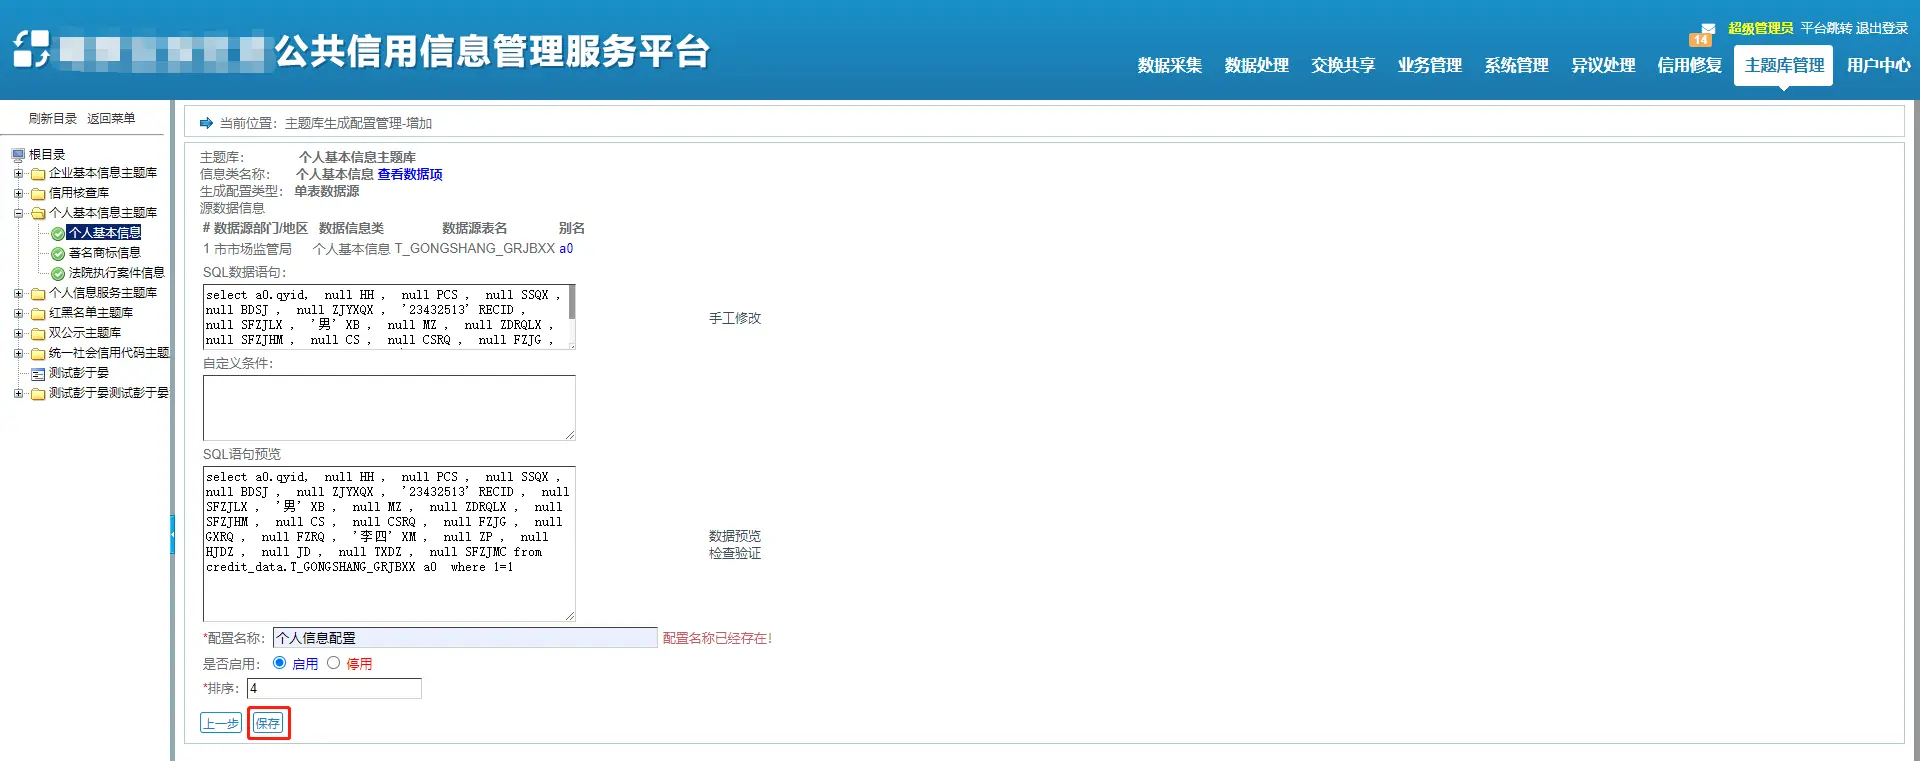 公共信用信息管理服务平台
14
超级管理员 平台跳转 退出登录
数据采集 数据处理 交换共享 业务管理 系统管理 异议处理 信用修复 主题库管理 用户中心
刷新目录 返回菜单
根目录
企业基本信息主题库
信用核查库
个人基本信息主题库
个人基本信息
著名商标信息
法院执行案件信息
个人信息服务主题库
红黑名单主题库
双公示主题库
统一社会信用代码主题
测试彭于晏
测试彭于晏测试彭于晏
当前位置: 主题库生成配置管理-增加
主题库: 个人基本信息主题库
信息类名称: 个人基本信息 查看数据项
生成配置类型: 单表数据源
源数据信息
# 数据源部门/地区 数据信息类 数据源表名 别名
1 市市场监管局 个人基本信息 T_GONGSHANG_GRJBXX a0
SQL数据语句:
select a0.qyid, null HH , null PCS , null SSQX ,
null BDSJ , null ZJYXQX , '23432513' RECID ,
null SFZJLX , '男' XB , null MZ , null ZDRQLX ,
null SFZJHM , null CS , null CSRQ , null FZJG ,
手工修改
自定义条件:
SQL语句预览
select a0.qyid, null HH , null PCS , null SSQX ,
null BDSJ , null ZJYXQX , '23432513' RECID , null
SFZJLX , '男' XB , null MZ , null ZDRQLX , null
SFZJHM , null CS , null CSRQ , null FZJG , null
GXRQ , null FZRQ , '李四' XM , null ZP , null
HJDZ , null JD , null TXDZ , null SFZJMC from
credit_data.T_GONGSHANG_GRJBXX a0 where 1=1
数据预览
检查验证
*配置名称: 个人信息配置 配置名称已经存在!
是否启用: 启用 停用
*排序: 4
上一步 保存